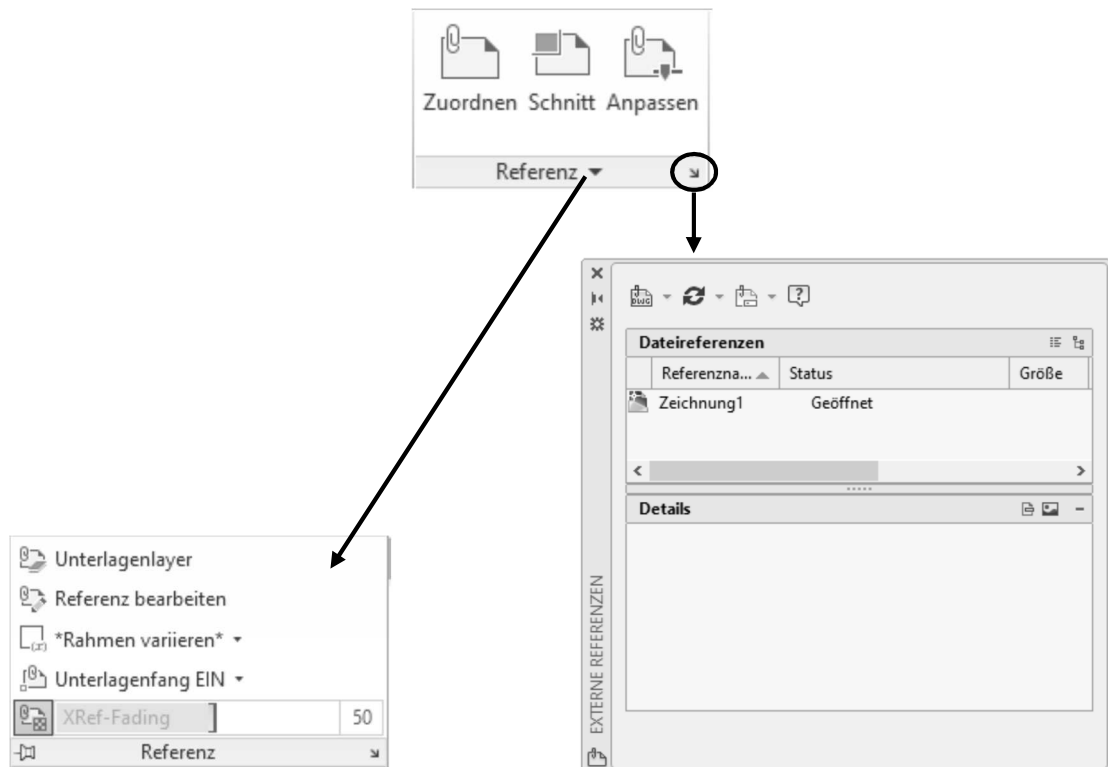 Zuordnen Schnitt Anpassen
Referenz
DWG
Dateireferenzen
Referenzna... Status Größe
Zeichnung1 Geöffnet
Details
EXTERNE REFERENZEN
Unterlagenlayer
Referenz bearbeiten
(x) *Rahmen variieren*
Unterlagenfang EIN
XRef-Fading 50
Referenz